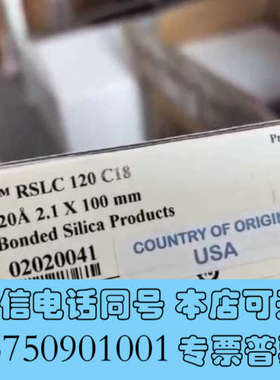 ™ RSLC 120 C18
20Å 2.1 X 100 mm
Bonded Silica Products
02020041
COUNTRY OF ORIGIN
USA
信电话同号 本店可
750901001 专票普